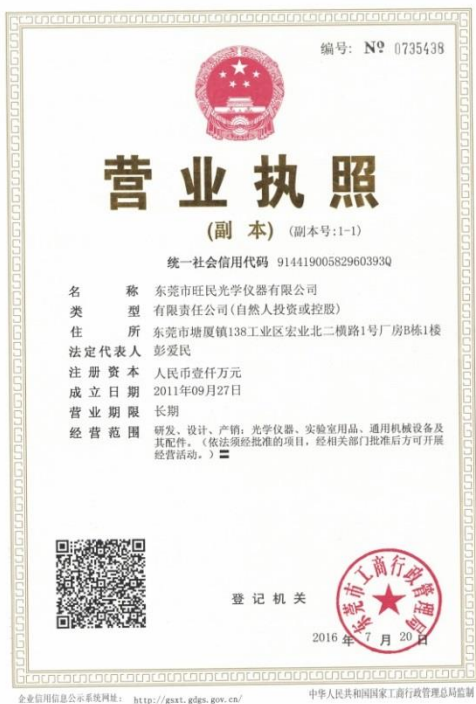 编号: № 0735438
营业执照
(副 本) (副本号:1-1)
统一社会信用代码 91441900582960393Q
名 称 东莞市旺民光学仪器有限公司
类 型 有限责任公司(自然人投资或控股)
住 所 东莞市塘厦镇138工业区宏业北二横路1号厂房B栋1楼
法定代表人 彭爱民
注册资本 人民币壹仟万元
成立日期 2011年09月27日
营业期限 长期
经营范围 研发、设计、产销：光学仪器、实验室用品、通用机械设备及
其配件。（依法须经批准的项目，经相关部门批准后方可开展
经营活动。）〓
东莞市工商行政管理局
登记机关
2016 年 7 月 20 日
企业信用信息公示系统网址： http://gsxt.gdgs.gov.cn/
中华人民共和国国家工商行政管理总局监制